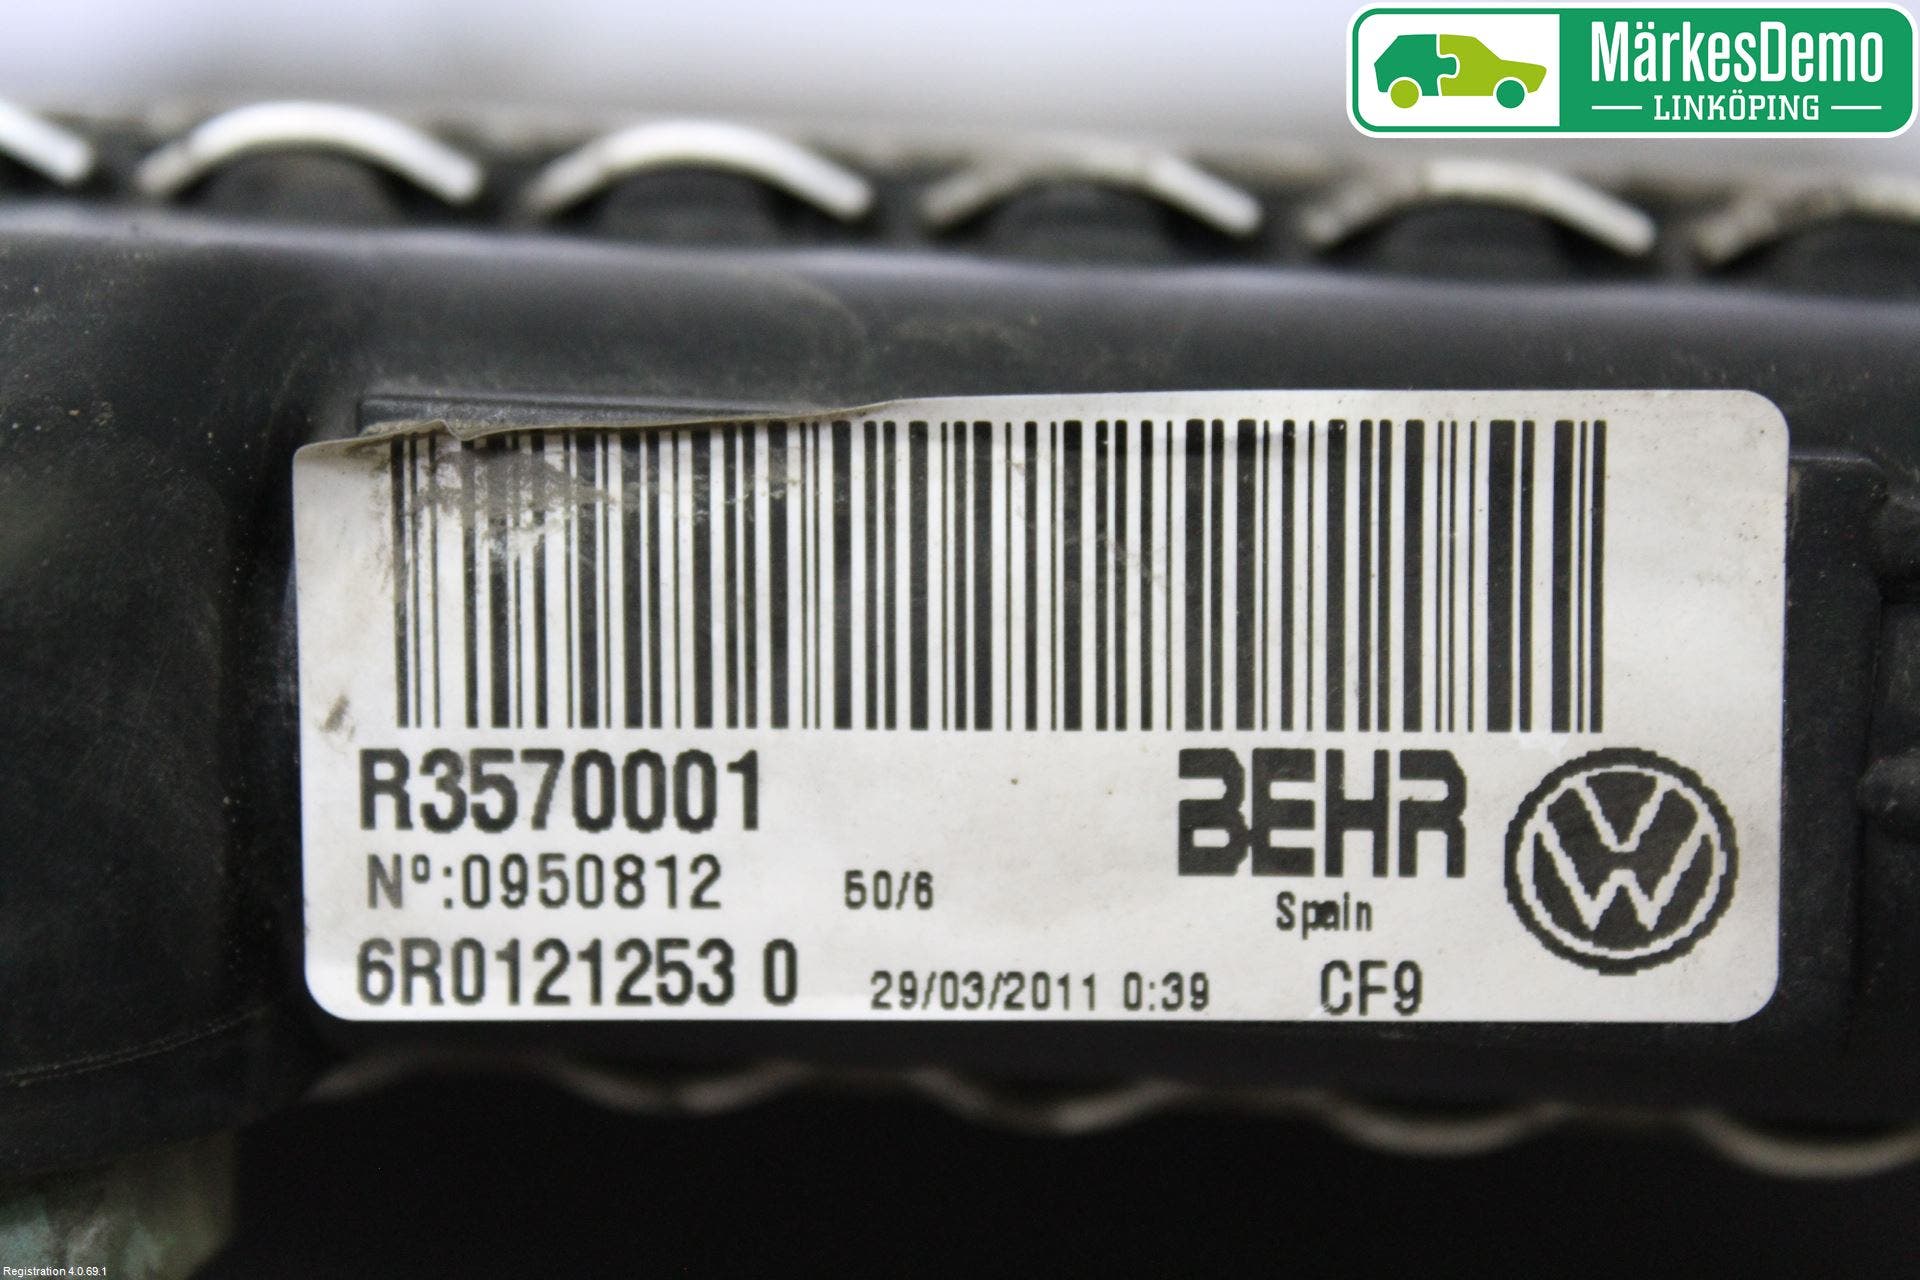 MärkesDemo
LINKÖPING
R3570001
Nº:0950812 50/6
BEHR
Spain
6R0121253 0 29/03/2011 0:39 CF9
Registration 4.0.69.1